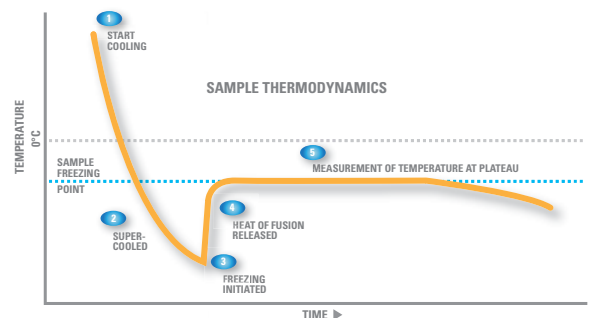 1
START
COOLING
SAMPLE THERMODYNAMICS
TEMPERATURE
0°C
5
MEASUREMENT OF TEMPERATURE AT PLATEAU
SAMPLE
FREEZING
POINT
2
SUPER-
COOLED
4
HEAT OF FUSION
RELEASED
3
FREEZING
INITIATED
TIME